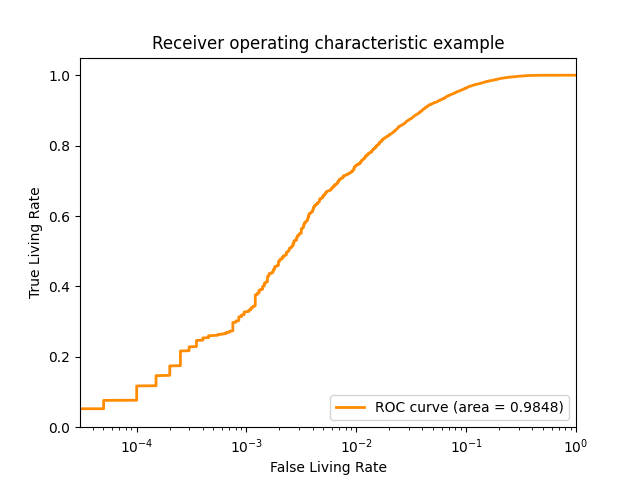 Receiver operating characteristic example
True Living Rate
1.0
0.8
0.6
0.4
0.2
0.0
10⁻⁴
10⁻³
10⁻²
10⁻¹
10⁰
False Living Rate
ROC curve (area = 0.9848)